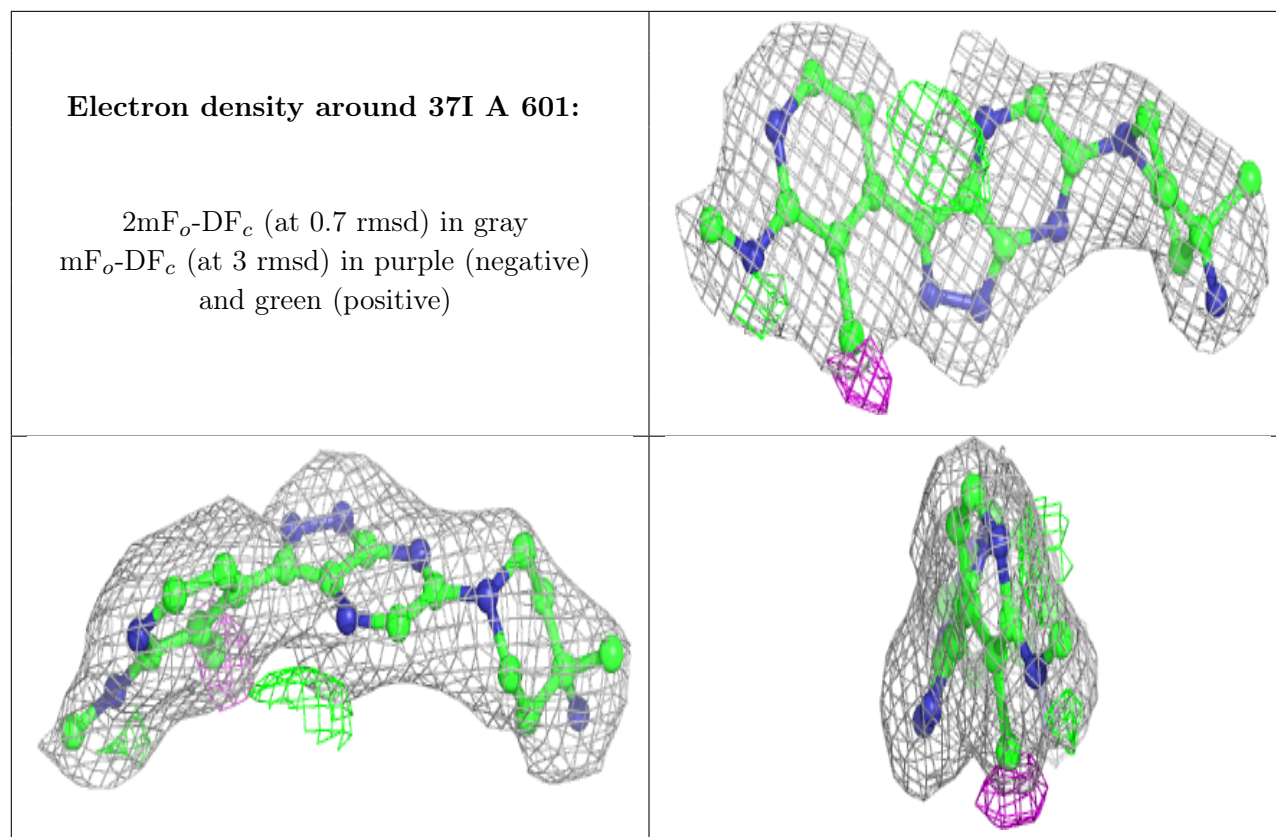 Electron density around 37I A 601:
2mFₒ-DF𝒸 (at 0.7 rmsd) in gray
mFₒ-DF𝒸 (at 3 rmsd) in purple (negative)
and green (positive)